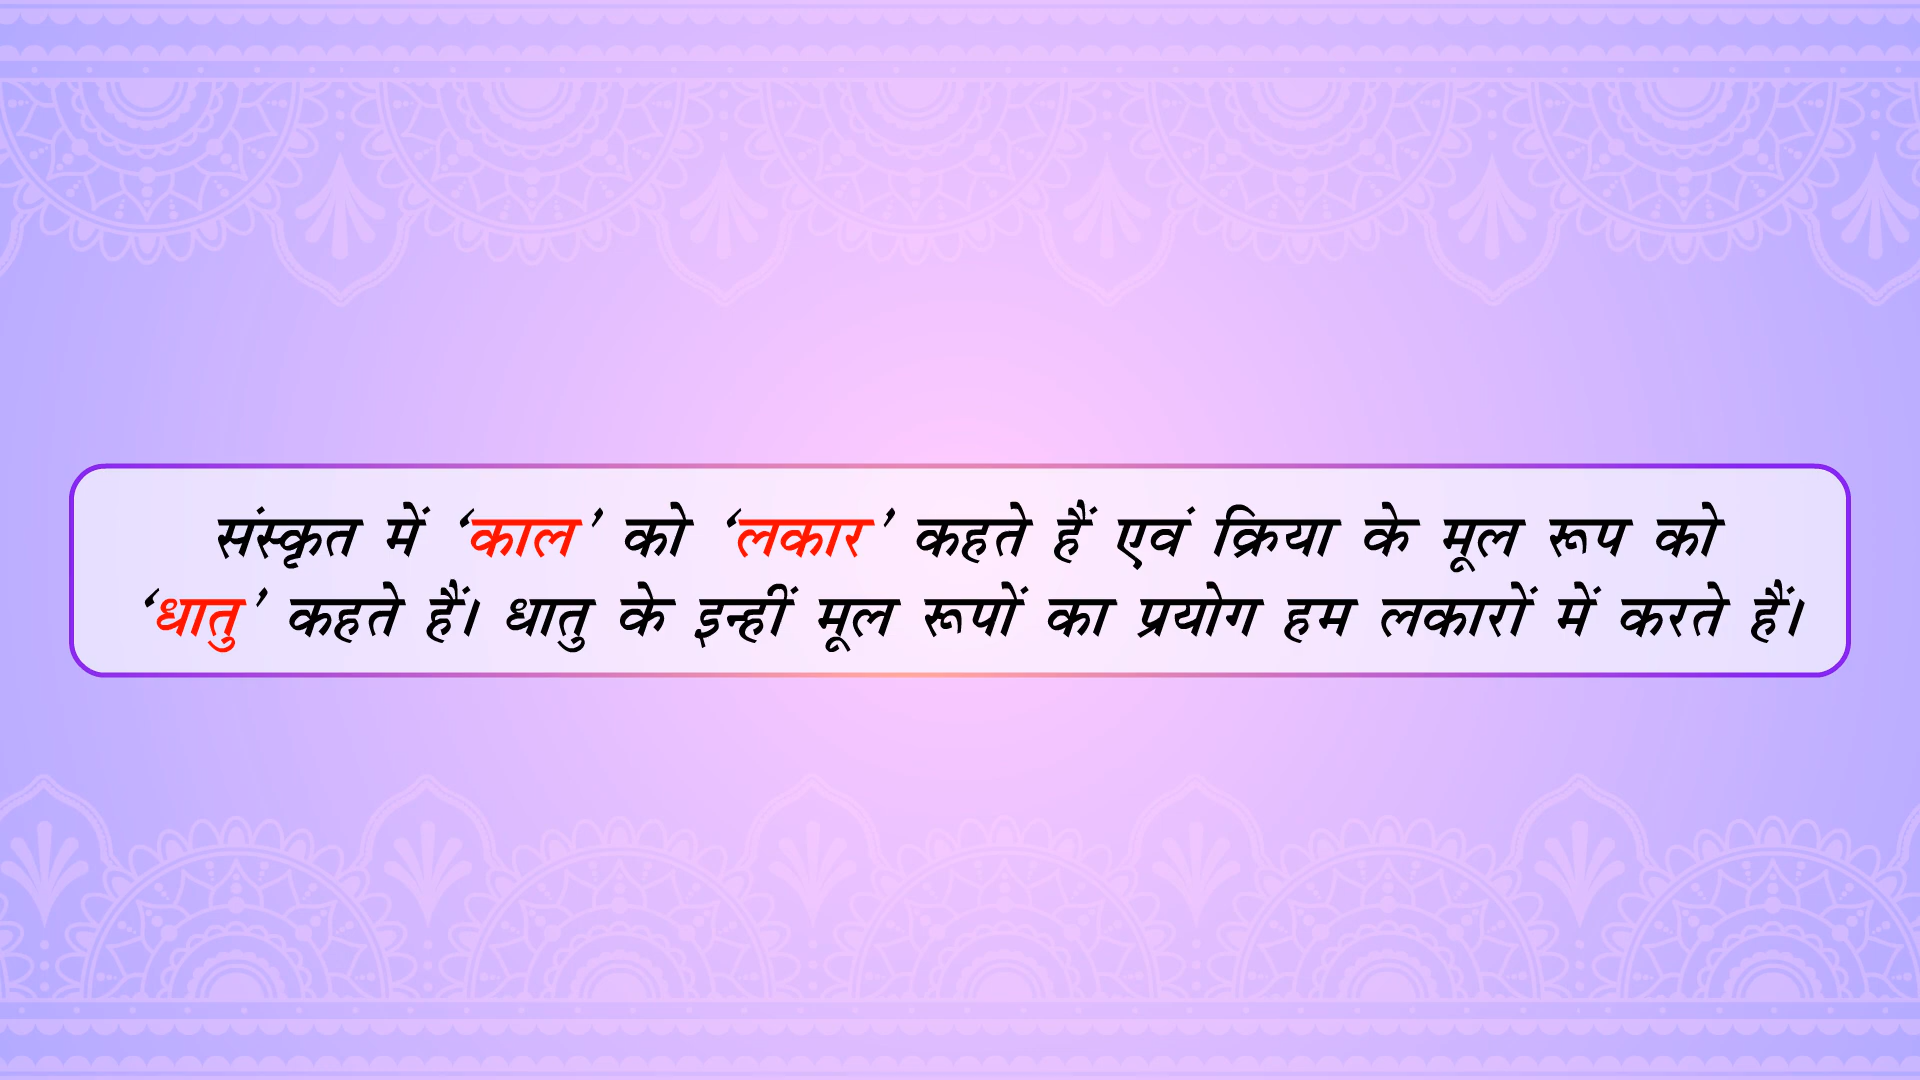 संस्कृत में ‘काल’ को ‘लकार’ कहते हैं एवं क्रिया के मूल रूप को
‘धातु’ कहते हैं। धातु के इन्हीं मूल रूपों का प्रयोग हम लकारों में करते हैं।